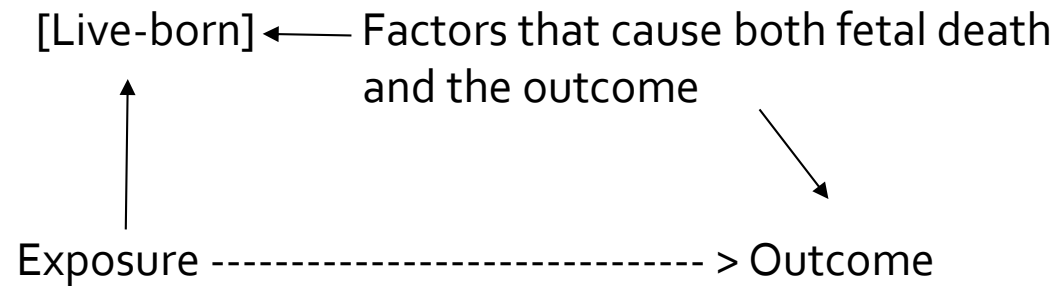 [Live-born] Factors that cause both fetal death
and the outcome
Exposure ------------------------------- > Outcome